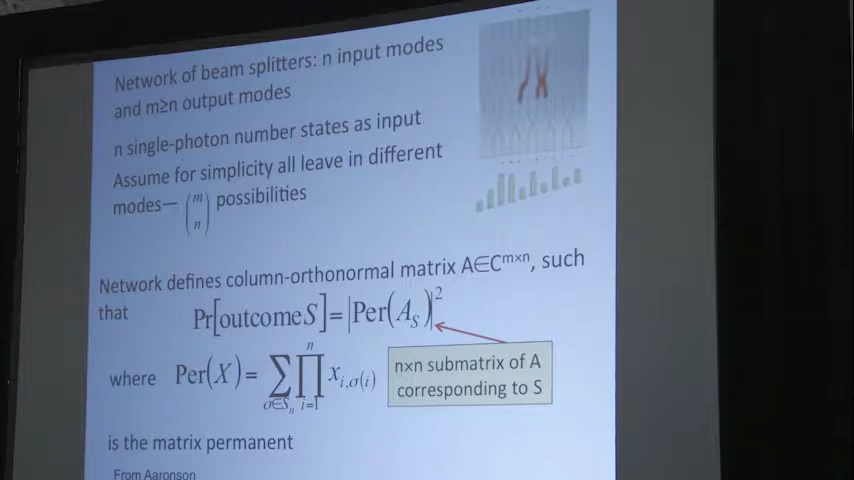 Network of beam splitters: n input modes
and m≥n output modes
n single-photon number states as input
Assume for simplicity all leave in different
modes— (m n) possibilities
Network defines column-orthonormal matrix A∈C^m×n, such
that Pr[outcomeS]=|Per(A_S)|^2
where Per(X)=∑_{σ∈S_n} ∏_{i=1}^{n} x_{i,σ(i)}
n×n submatrix of A
corresponding to S
is the matrix permanent
From Aaronson